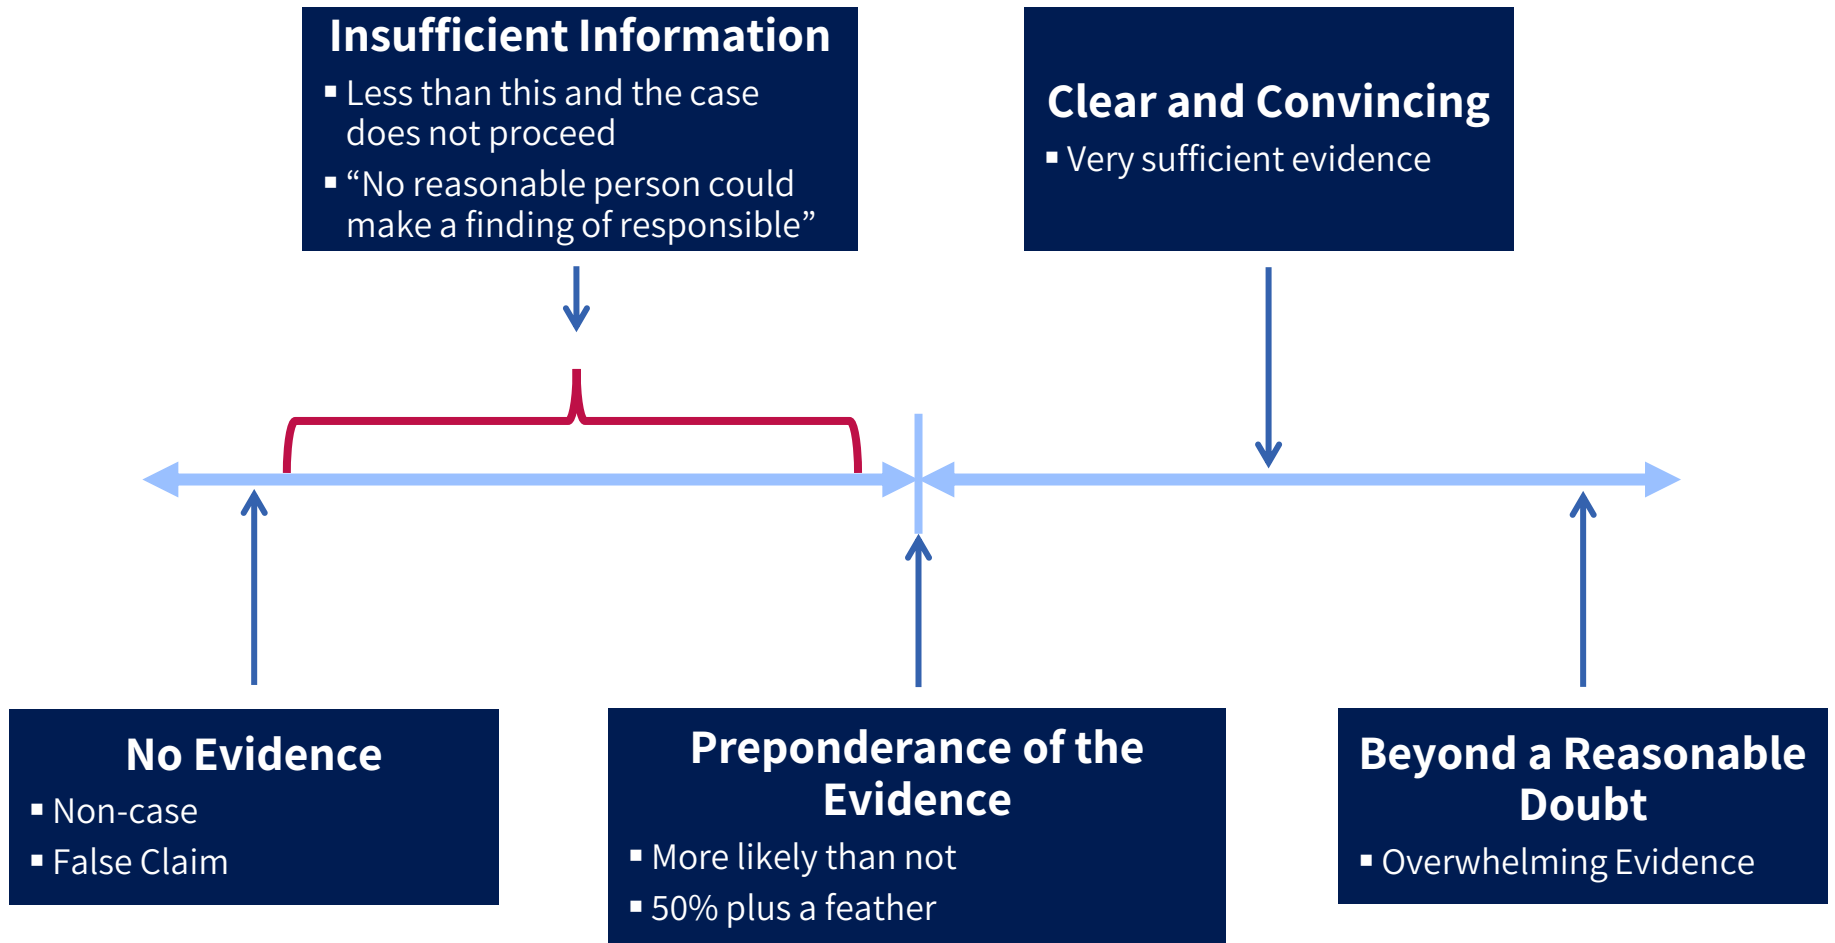 Insufficient Information
▪ Less than this and the case
does not proceed
▪ “No reasonable person could
make a finding of responsible”
Clear and Convincing
▪ Very sufficient evidence
No Evidence
▪ Non-case
▪ False Claim
Preponderance of the
Evidence
▪ More likely than not
▪ 50% plus a feather
Beyond a Reasonable
Doubt
▪ Overwhelming Evidence